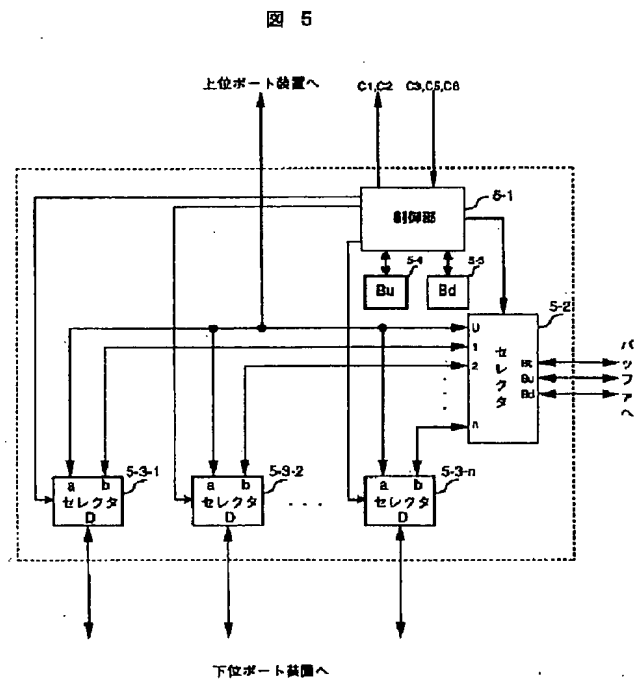 図 5
上位ポート装置へ
C1,C2
C3,C5,C6
5-1
制御部
5-4
Bu
5-5
Bd
5-2
U
1
2
n
セレクタ
Bt
Bu
Bd
バッファへ
5-3-1
a b
セレクタ
D
5-3-2
a b
セレクタ
D
...
5-3-n
a b
セレクタ
D
下位ポート装置へ